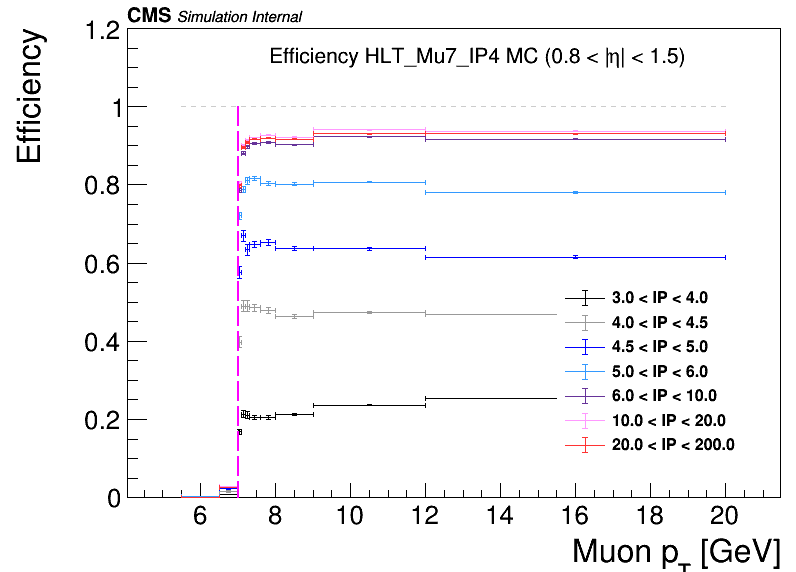 CMS Simulation Internal
Efficiency HLT_Mu7_IP4 MC (0.8 < |η| < 1.5)
Efficiency
1.2
1
0.8
0.6
0.4
0.2
0
3.0 < IP < 4.0
4.0 < IP < 4.5
4.5 < IP < 5.0
5.0 < IP < 6.0
6.0 < IP < 10.0
10.0 < IP < 20.0
20.0 < IP < 200.0
6 8 10 12 14 16 18 20
Muon p_T [GeV]